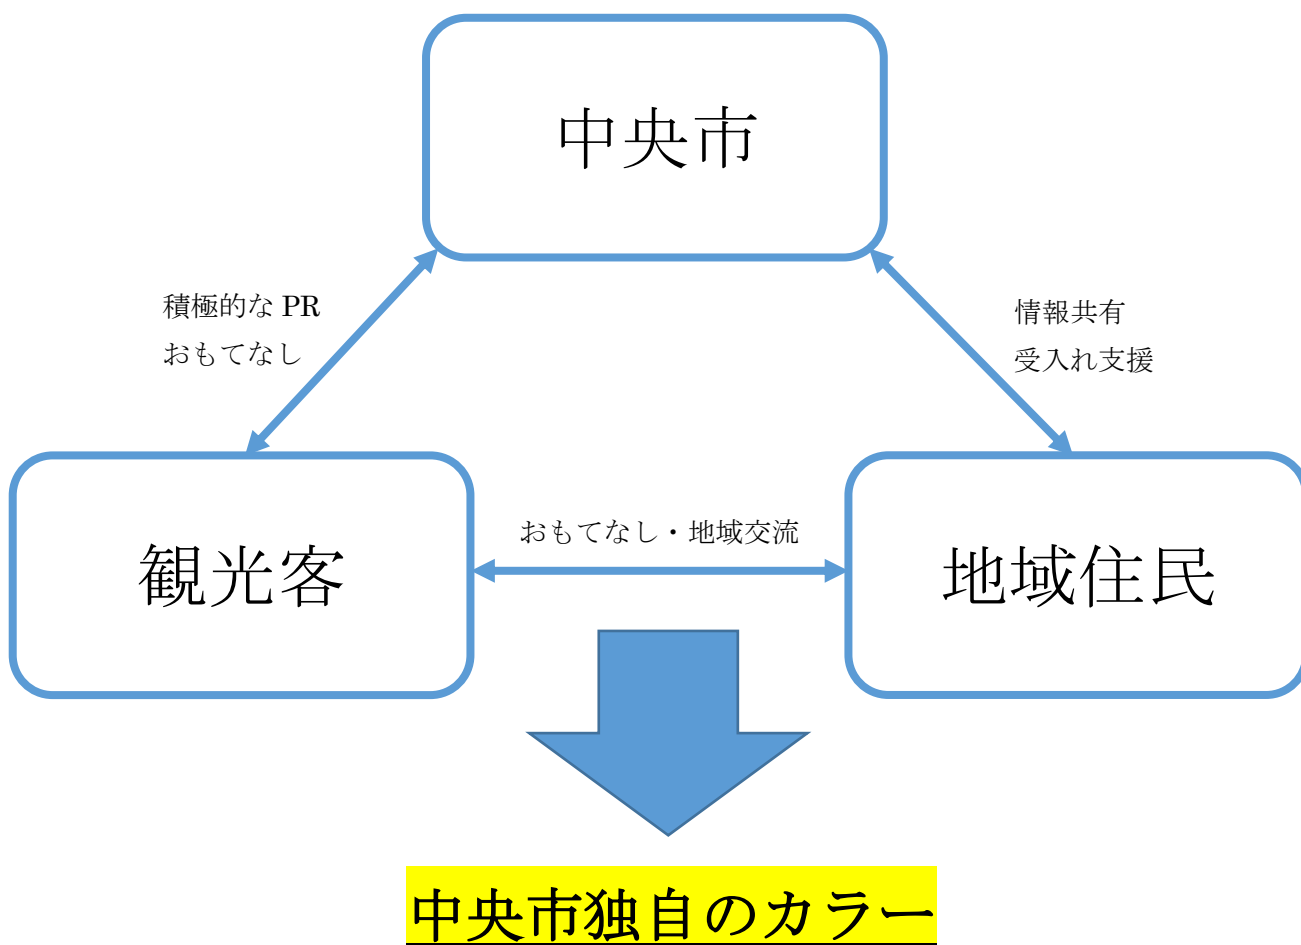 中央市
積極的な PR
おもてなし
情報共有
受入れ支援
おもてなし・地域交流
観光客
地域住民
中央市独自のカラー